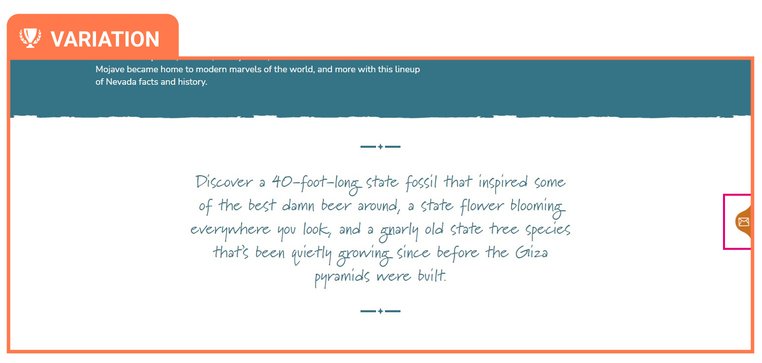 VARIATION
Mojave became home to modern marvels of the world, and more with this lineup
of Nevada facts and history.
Discover a 40-foot-long state fossil that inspired some
of the best damn beer around, a state flower blooming
everywhere you look, and a gnarly old state tree species
that's been quietly growing since before the Giza
pyramids were built.